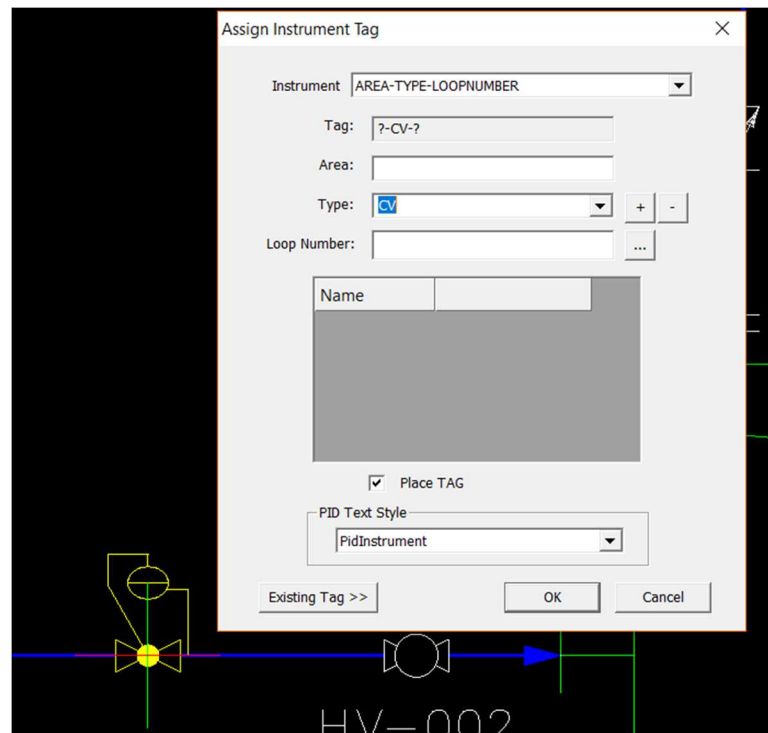 Assign Instrument Tag
Instrument AREA-TYPE-LOOPNUMBER
Tag: ?-CV-?
Area:
Type: CV + -
Loop Number: ...
Name
Place TAG
PID Text Style
PidInstrument
Existing Tag >> OK Cancel
HV-002